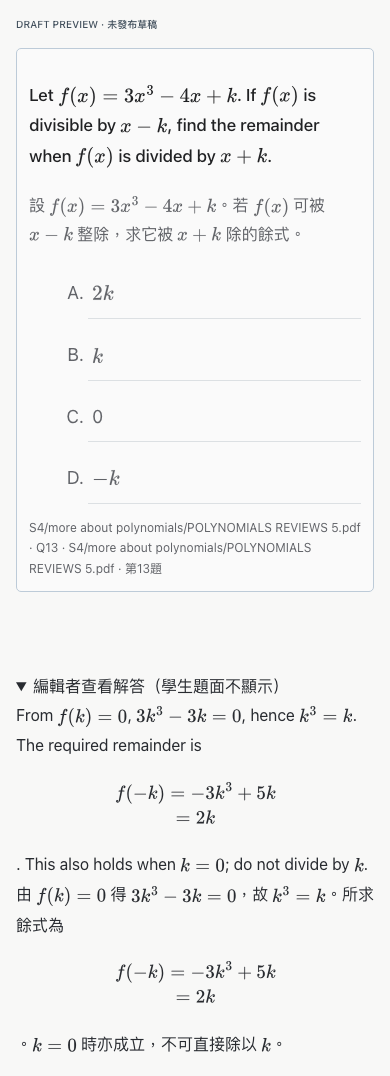 DRAFT PREVIEW · 未發布草稿
Let f(x) = 3x³ − 4x + k. If f(x) is
divisible by x − k, find the remainder
when f(x) is divided by x + k.
設 f(x) = 3x³ − 4x + k。若 f(x) 可被
x − k 整除，求它被 x + k 除的餘式。
A. 2k
B. k
C. 0
D. −k
S4/more about polynomials/POLYNOMIALS REVIEWS 5.pdf
· Q13 · S4/more about polynomials/POLYNOMIALS
REVIEWS 5.pdf · 第13題
▼ 編輯者查看解答（學生題面不顯示）
From f(k) = 0, 3k³ − 3k = 0, hence k³ = k.
The required remainder is
f(−k) = −3k³ + 5k
= 2k
. This also holds when k = 0; do not divide by k.
由 f(k) = 0 得 3k³ − 3k = 0，故 k³ = k。所求
餘式為
f(−k) = −3k³ + 5k
= 2k
。k = 0 時亦成立，不可直接除以 k。